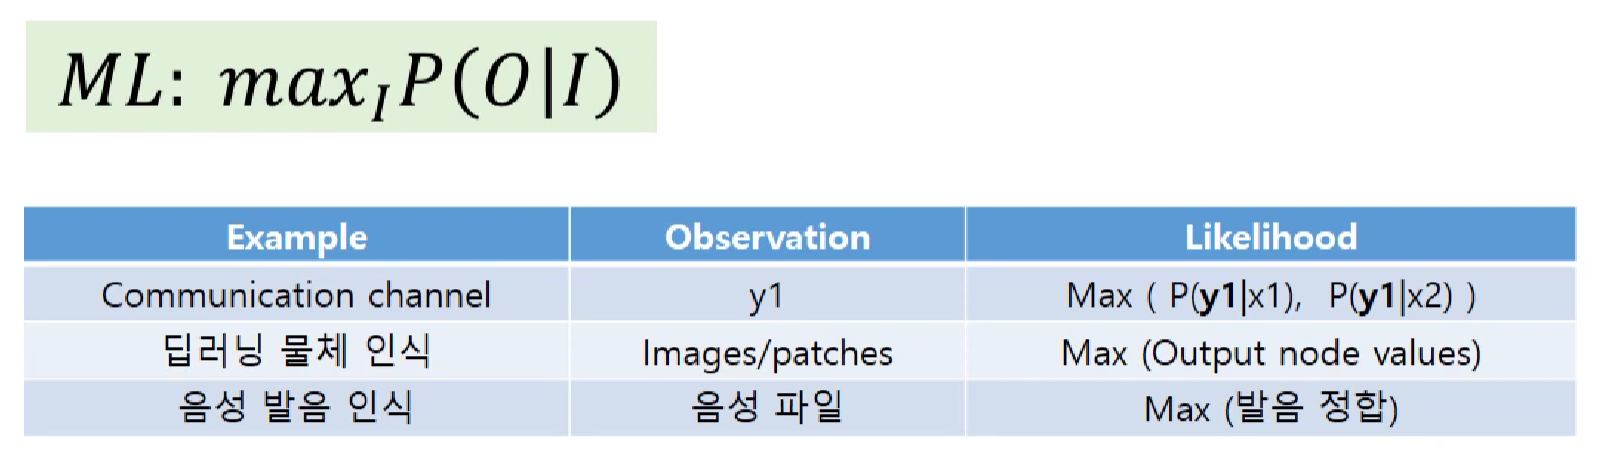 ML: max_I P(O|I)
Example Observation Likelihood
Communication channel y1 Max ( P(y1|x1), P(y1|x2) )
딥러닝 물체 인식 Images/patches Max (Output node values)
음성 발음 인식 음성 파일 Max (발음 정합)